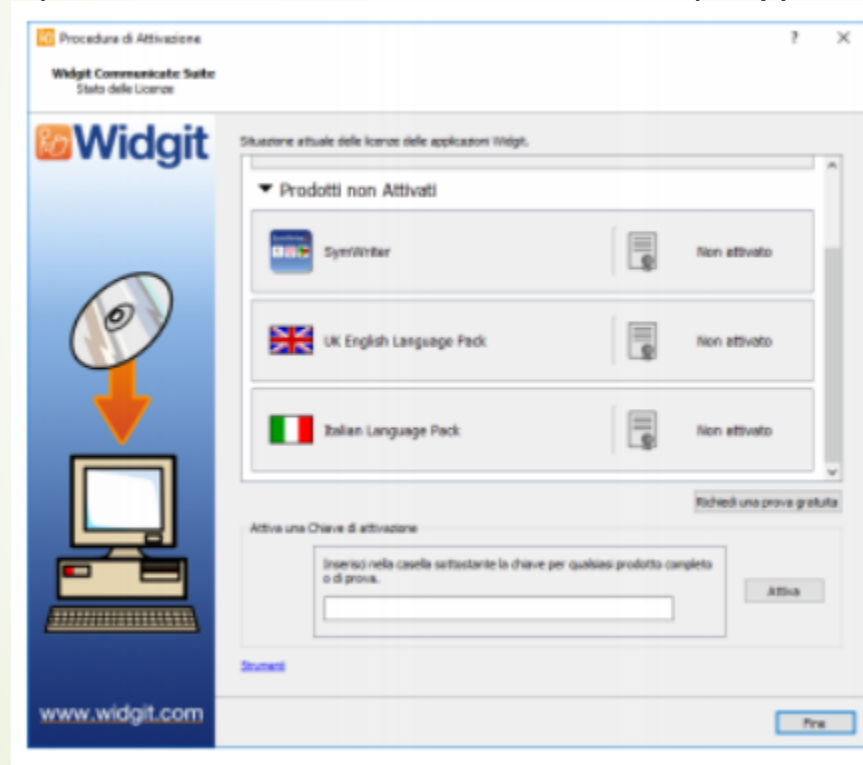 Procedura di Attivazione
Widgit Communicate Suite
Stato delle Licenze
Widgit
Situazione attuale delle licenze delle applicazioni Widgit.
Prodotti non Attivati
SymWriter
Non attivato
UK English Language Pack
Non attivato
Italian Language Pack
Non attivato
Richiedi una prova gratuita
Attiva una Chiave di attivazione
Inserisci nella casella sottostante la chiave per qualsiasi prodotto completo
o di prova.
Attiva
Strumenti
www.widgit.com
Fine